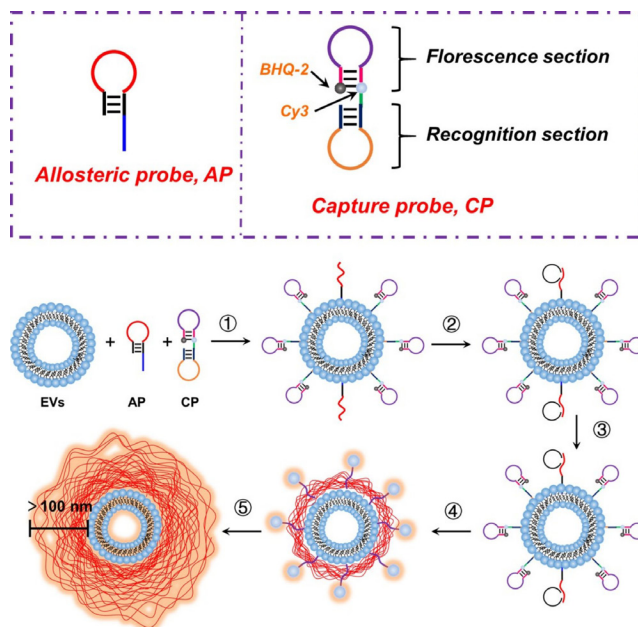 BHQ-2
Cy3
Florescence section
Recognition section
Allosteric probe, AP
Capture probe, CP
①
②
EVs
+
AP
+
CP
③
> 100 nm
⑤
④